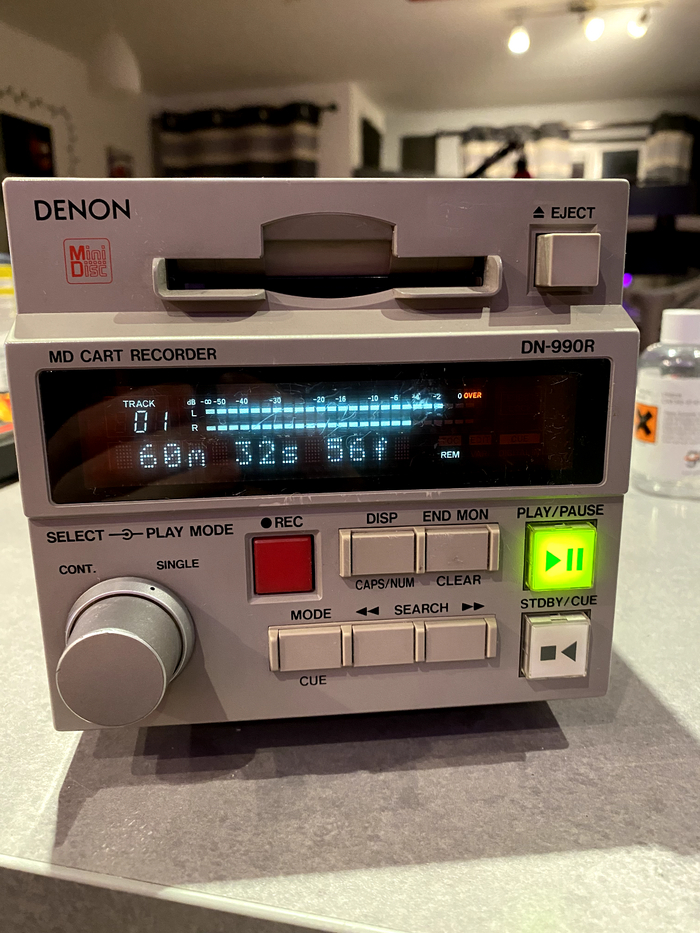 DENON
Mini
Disc
⏏ EJECT
MD CART RECORDER
DN-990R
TRACK
01
dB -∞ -50 -40 -30 -20 -16 -10 -6 -4 -2 0 OVER
L
R
60m 52s 56f
REM
SELECT PLAY MODE
CONT.
SINGLE
●REC
DISP
END MON
CAPS/NUM
CLEAR
MODE
◀◀ SEARCH ▶▶
CUE
PLAY/PAUSE
STDBY/CUE